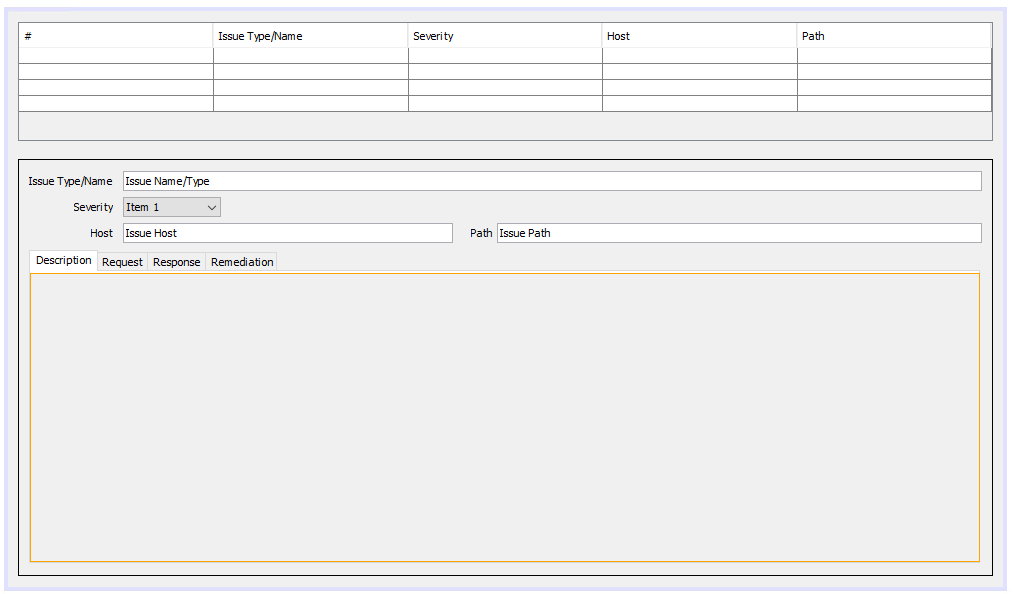 # Issue Type/Name Severity Host Path
Issue Type/Name Issue Name/Type
Severity Item 1
Host Issue Host Path Issue Path
Description Request Response Remediation